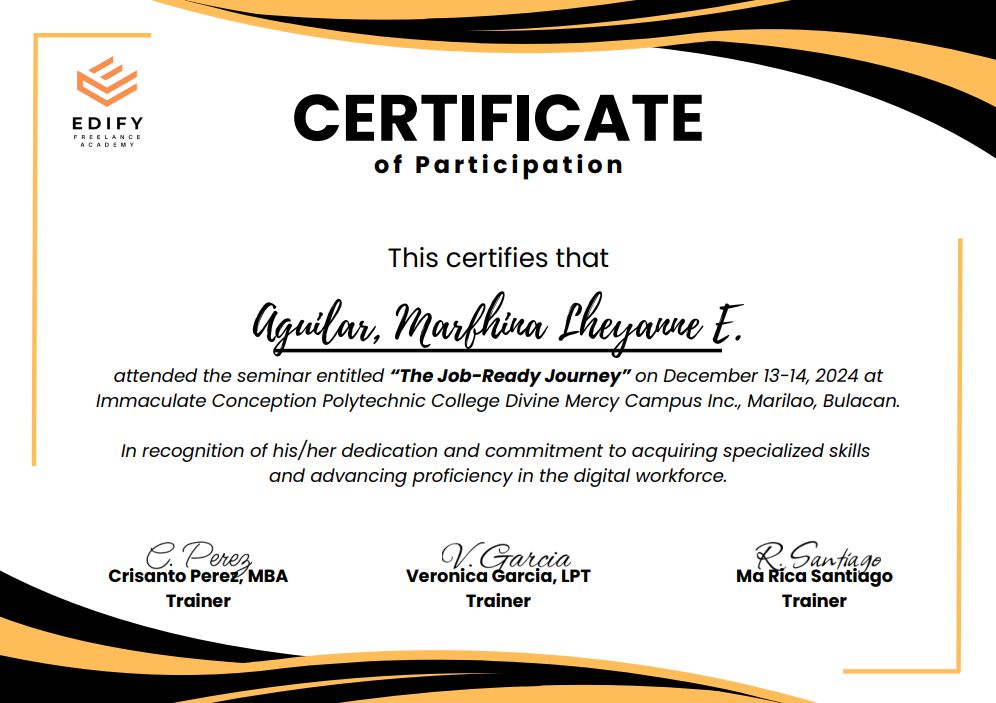 EDIFY
FREELANCE
ACADEMY
CERTIFICATE
of Participation
This certifies that
Aguilar, Marfhina Lheyanne E.
attended the seminar entitled “The Job-Ready Journey” on December 13-14, 2024 at
Immaculate Conception Polytechnic College Divine Mercy Campus Inc., Marilao, Bulacan.
In recognition of his/her dedication and commitment to acquiring specialized skills
and advancing proficiency in the digital workforce.
C. Perez
Crisanto Perez, MBA
Trainer
V. Garcia
Veronica Garcia, LPT
Trainer
R. Santiago
Ma Rica Santiago
Trainer